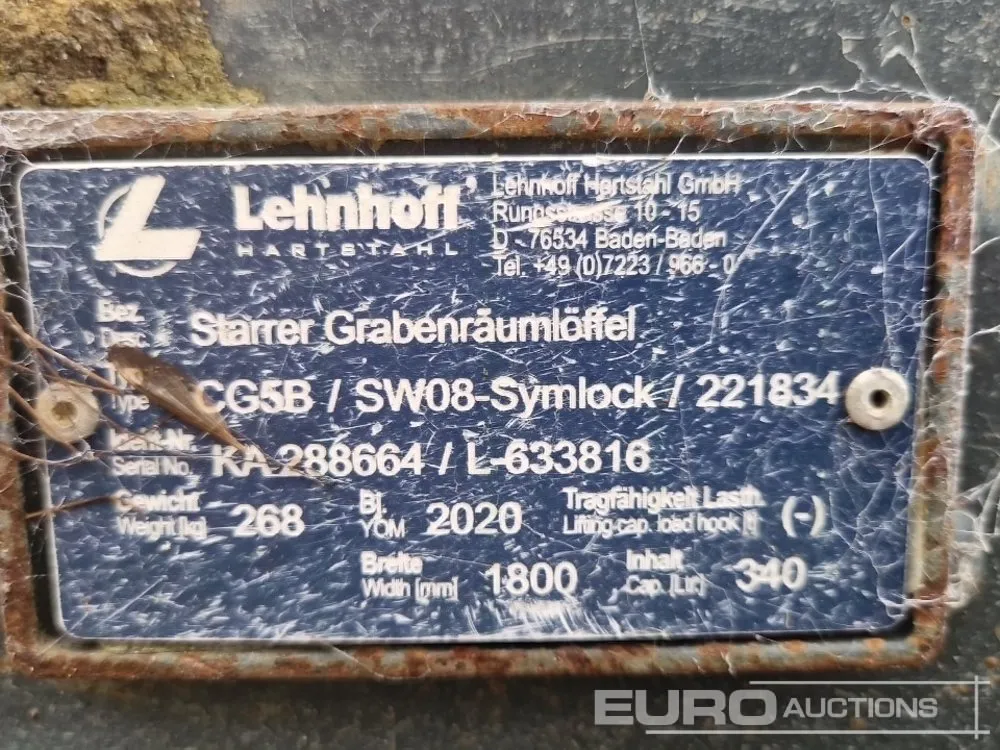 Lehnhoff
HARTSTAHL
Lehnhoff Hartstahl GmbH
Rungsstrasse 10 - 15
D - 76534 Baden-Baden
Tel. +49 (0)7223 / 966 - 0
Bez.
Desc.
Starrer Grabenräumlöffel
Type
CG5B / SW08-Symlock / 221834
Serial No.
KA 288664 / L-633816
Gewicht
Weight [kg]
268
Bj.
YOM
2020
Tragfähigkeit Lasth.
Lifting-cap. load hook [t]
(-)
Breite
Width [mm]
1800
Inhalt
Cap. [Ltr]
340
EURO AUCTIONS